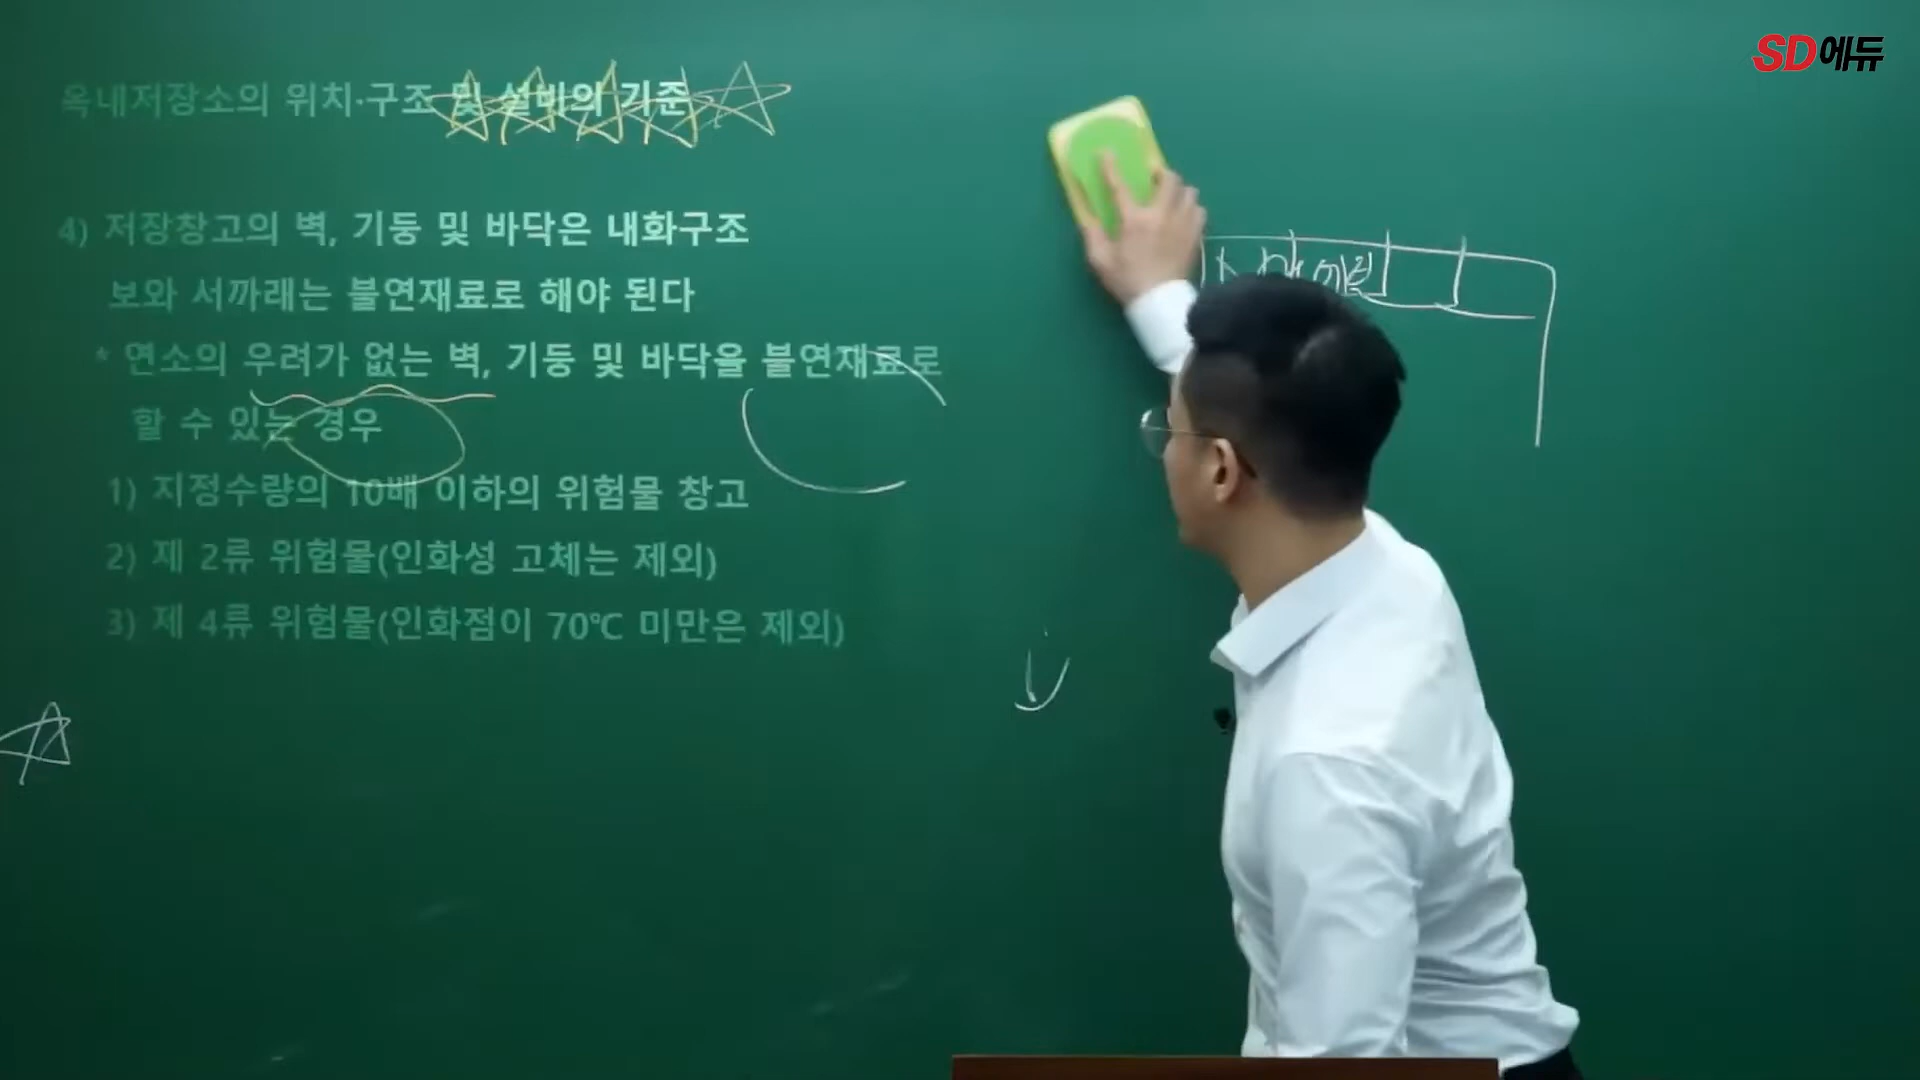 SD에듀
옥내저장소의 위치·구조 및 설비의 기준
4) 저장창고의 벽, 기둥 및 바닥은 내화구조
보와 서까래는 불연재료로 해야 된다
* 연소의 우려가 없는 벽, 기둥 및 바닥을 불연재료로
할 수 있는 경우
1) 지정수량의 10배 이하의 위험물 창고
2) 제 2류 위험물(인화성 고체는 제외)
3) 제 4류 위험물(인화점이 70℃ 미만은 제외)